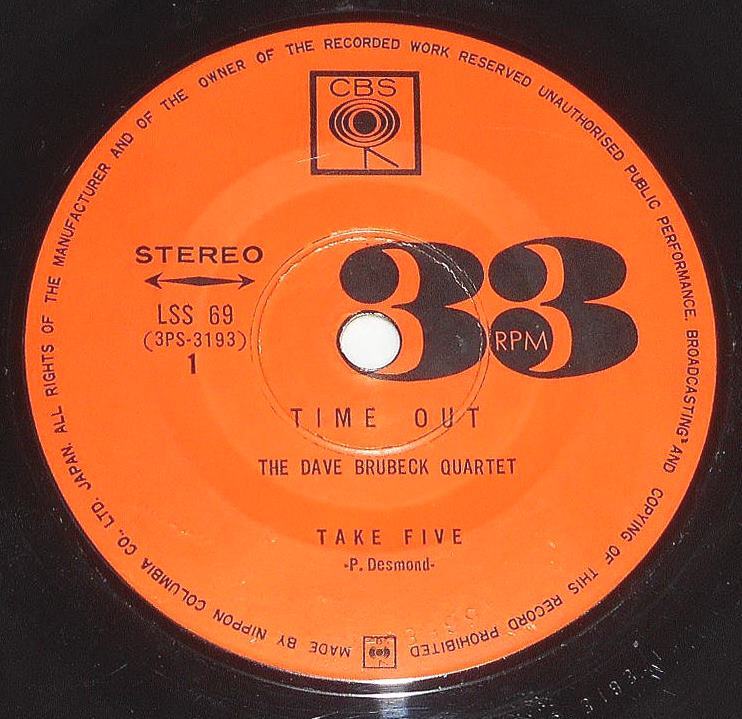 MADE BY NIPPON COLUMBIA CO., LTD. JAPAN. ALL RIGHTS OF THE MANUFACTURER AND OF THE OWNER OF THE RECORDED WORK RESERVED UNAUTHORISED PUBLIC PERFORMANCE. BROADCASTING AND COPYING OF THIS RECORD PROHIBITED
CBS
STEREO
33
RPM
LSS 69
(3PS-3193)
1
TIME OUT
THE DAVE BRUBECK QUARTET
TAKE FIVE
-P. Desmond-